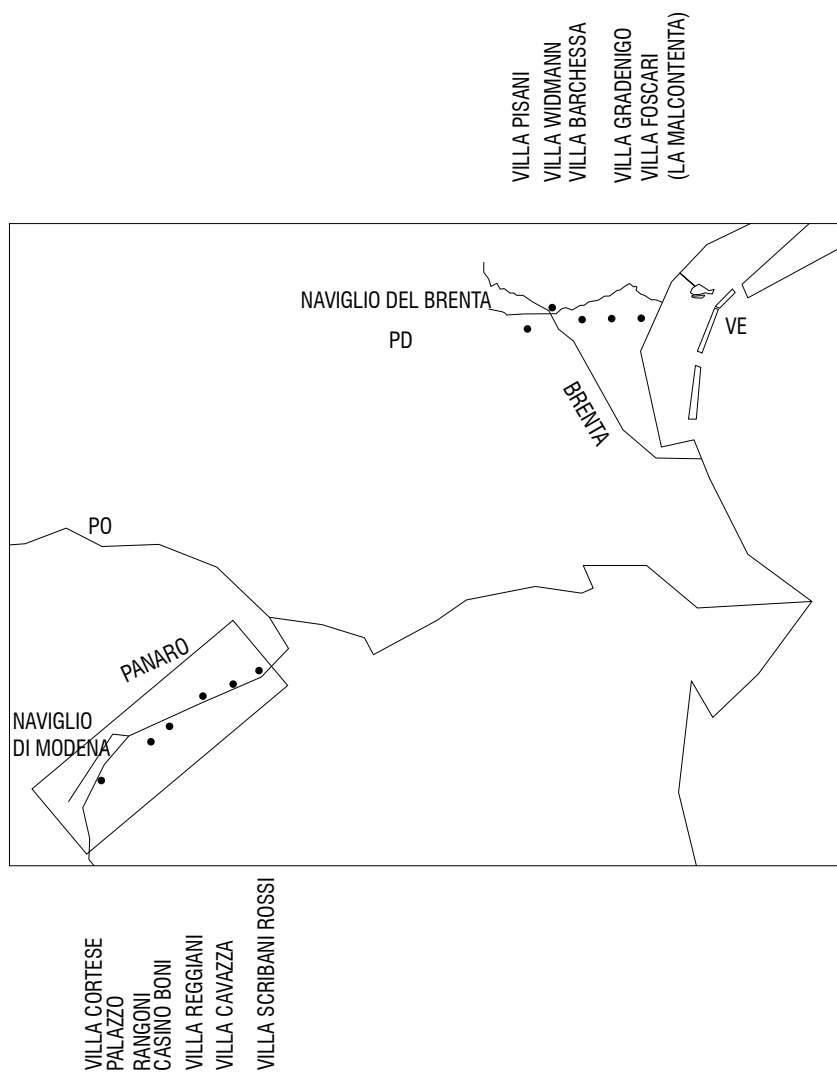 VILLA PISANI
VILLA WIDMANN
VILLA BARCHESSA
VILLA GRADENIGO
VILLA FOSCARI
(LA MALCONTENTA)
NAVIGLIO DEL BRENTA
PD
VE
BRENTA
PO
PANARO
NAVIGLIO
DI MODENA
VILLA CORTESE
PALAZZO
RANGONI
CASINO BONI
VILLA REGGIANI
VILLA CAVAZZA
VILLA SCRIBANI ROSSI